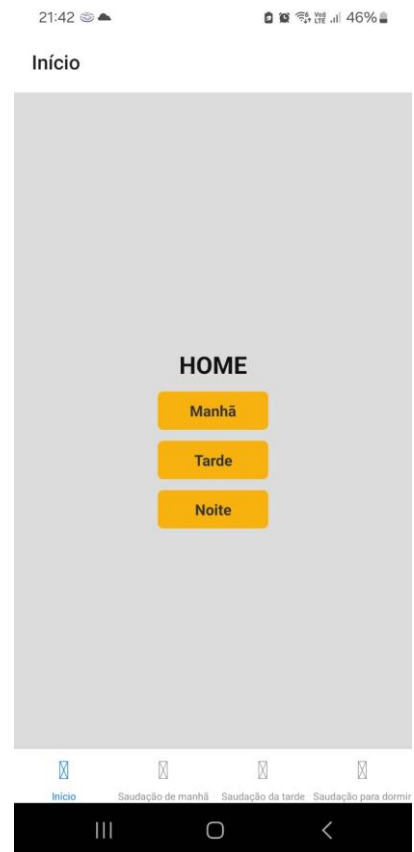 21:42 46%
Início
HOME
Manhã
Tarde
Noite
Início Saudação de manhã Saudação da tarde Saudação para dormir